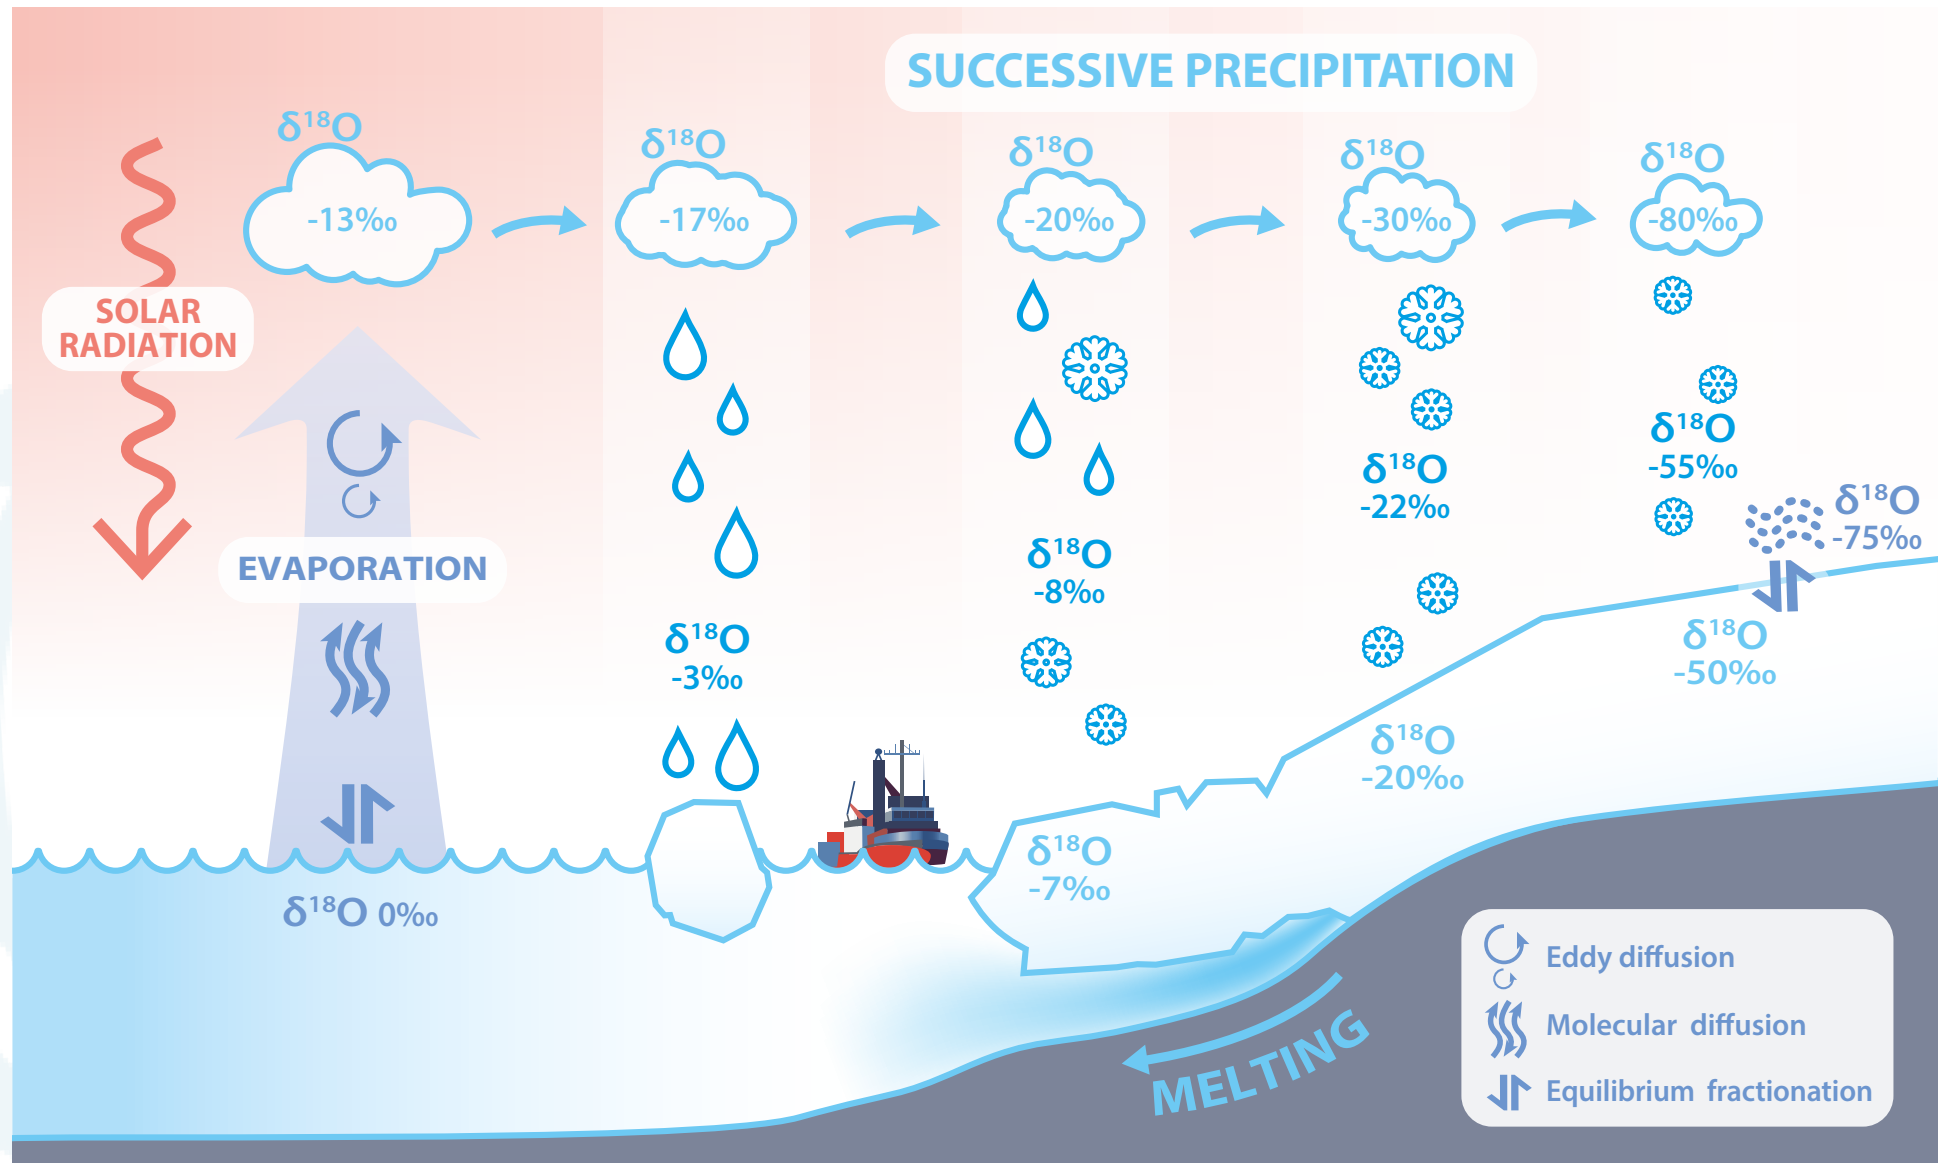 SUCCESSIVE PRECIPITATION
δ¹⁸O
-13‰
δ¹⁸O
-17‰
δ¹⁸O
-20‰
δ¹⁸O
-30‰
δ¹⁸O
-80‰
SOLAR
RADIATION
EVAPORATION
δ¹⁸O
-3‰
δ¹⁸O
-8‰
δ¹⁸O
-22‰
δ¹⁸O
-55‰
δ¹⁸O
-75‰
δ¹⁸O
-50‰
δ¹⁸O
-20‰
δ¹⁸O
-7‰
δ¹⁸O 0‰
MELTING
Eddy diffusion
Molecular diffusion
Equilibrium fractionation